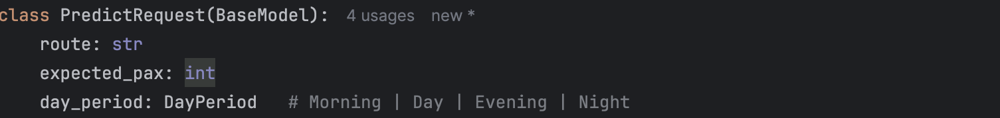 class PredictRequest(BaseModel): 4 usages new *
route: str
expected_pax: int
day_period: DayPeriod # Morning | Day | Evening | Night